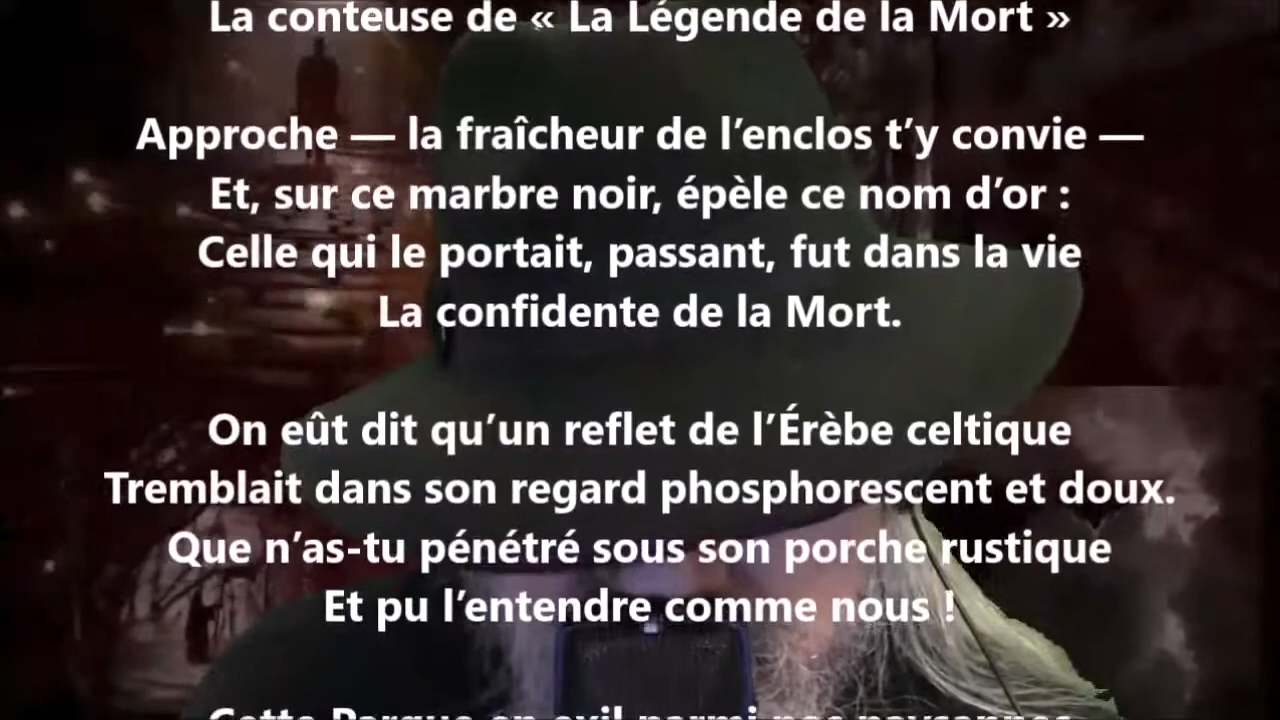 La conteuse de « La Légende de la Mort »
Approche — la fraîcheur de l’enclos t’y convie —
Et, sur ce marbre noir, épèle ce nom d’or :
Celle qui le portait, passant, fut dans la vie
La confidente de la Mort.
On eût dit qu’un reflet de l’Érèbe celtique
Tremblait dans son regard phosphorescent et doux.
Que n’as-tu pénétré sous son porche rustique
Et pu l’entendre comme nous !
Cette Parque en exil parmi nos paysannes